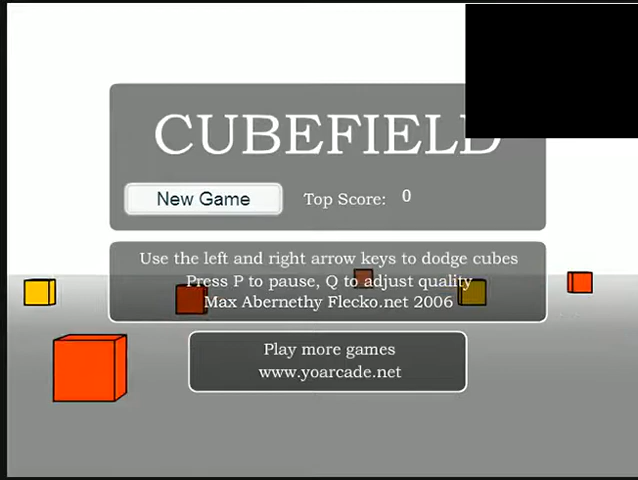 CUBEFIELD
New Game
Top Score: 0
Use the left and right arrow keys to dodge cubes
Press P to pause, Q to adjust quality
Max Abernethy Flecko.net 2006
Play more games
www.yoarcade.net